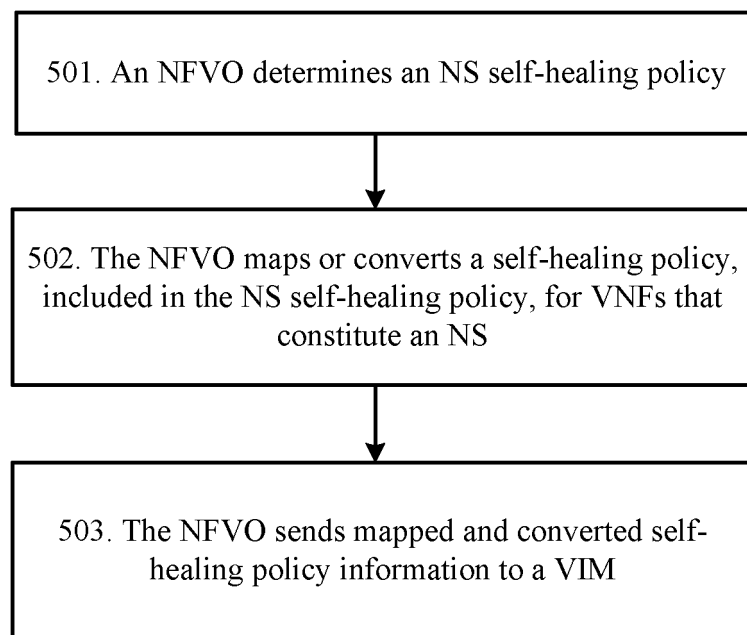 501. An NFVO determines an NS self-healing policy
502. The NFVO maps or converts a self-healing policy,
included in the NS self-healing policy, for VNFs that
constitute an NS
503. The NFVO sends mapped and converted self-
healing policy information to a VIM